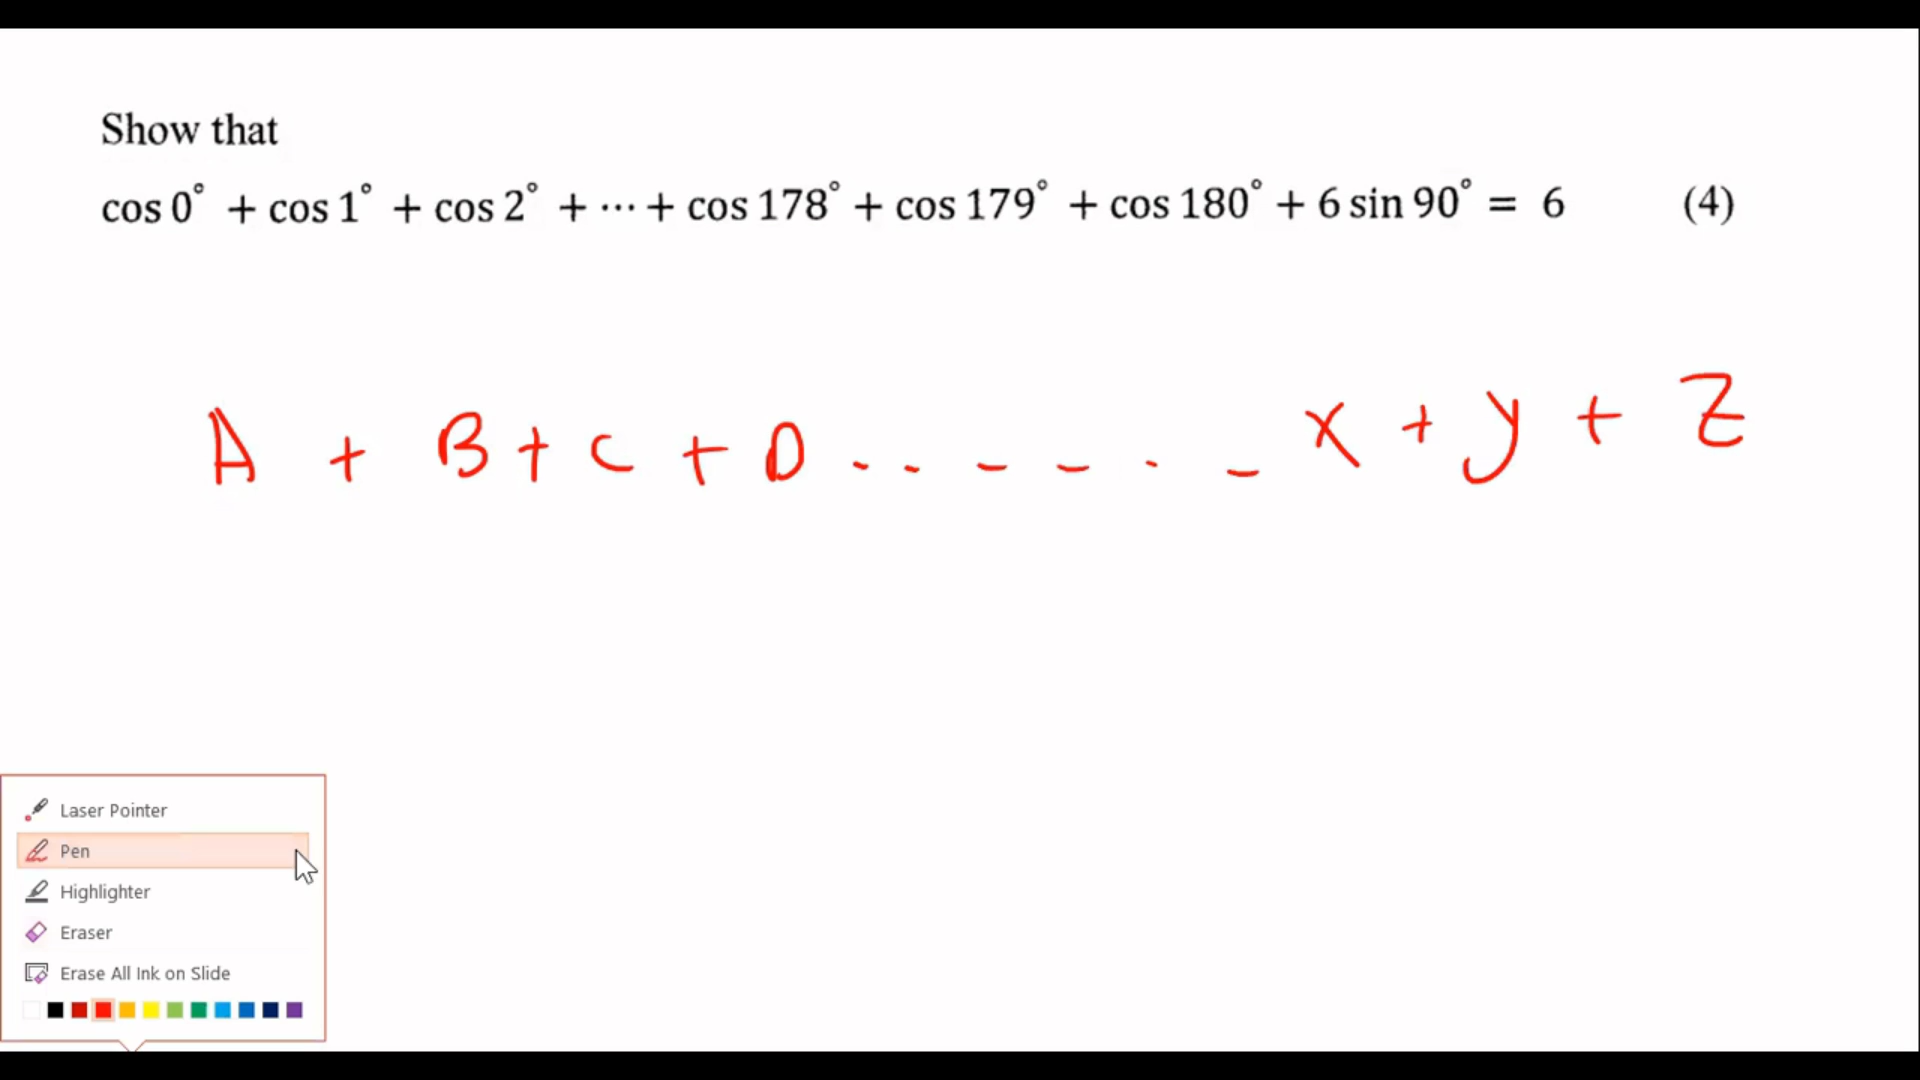 Show that
cos 0° + cos 1° + cos 2° + ⋯ + cos 178° + cos 179° + cos 180° + 6 sin 90° = 6 (4)
A + B + C + D . . _ _ . _ x + y + Z
Laser Pointer
Pen
Highlighter
Eraser
Erase All Ink on Slide